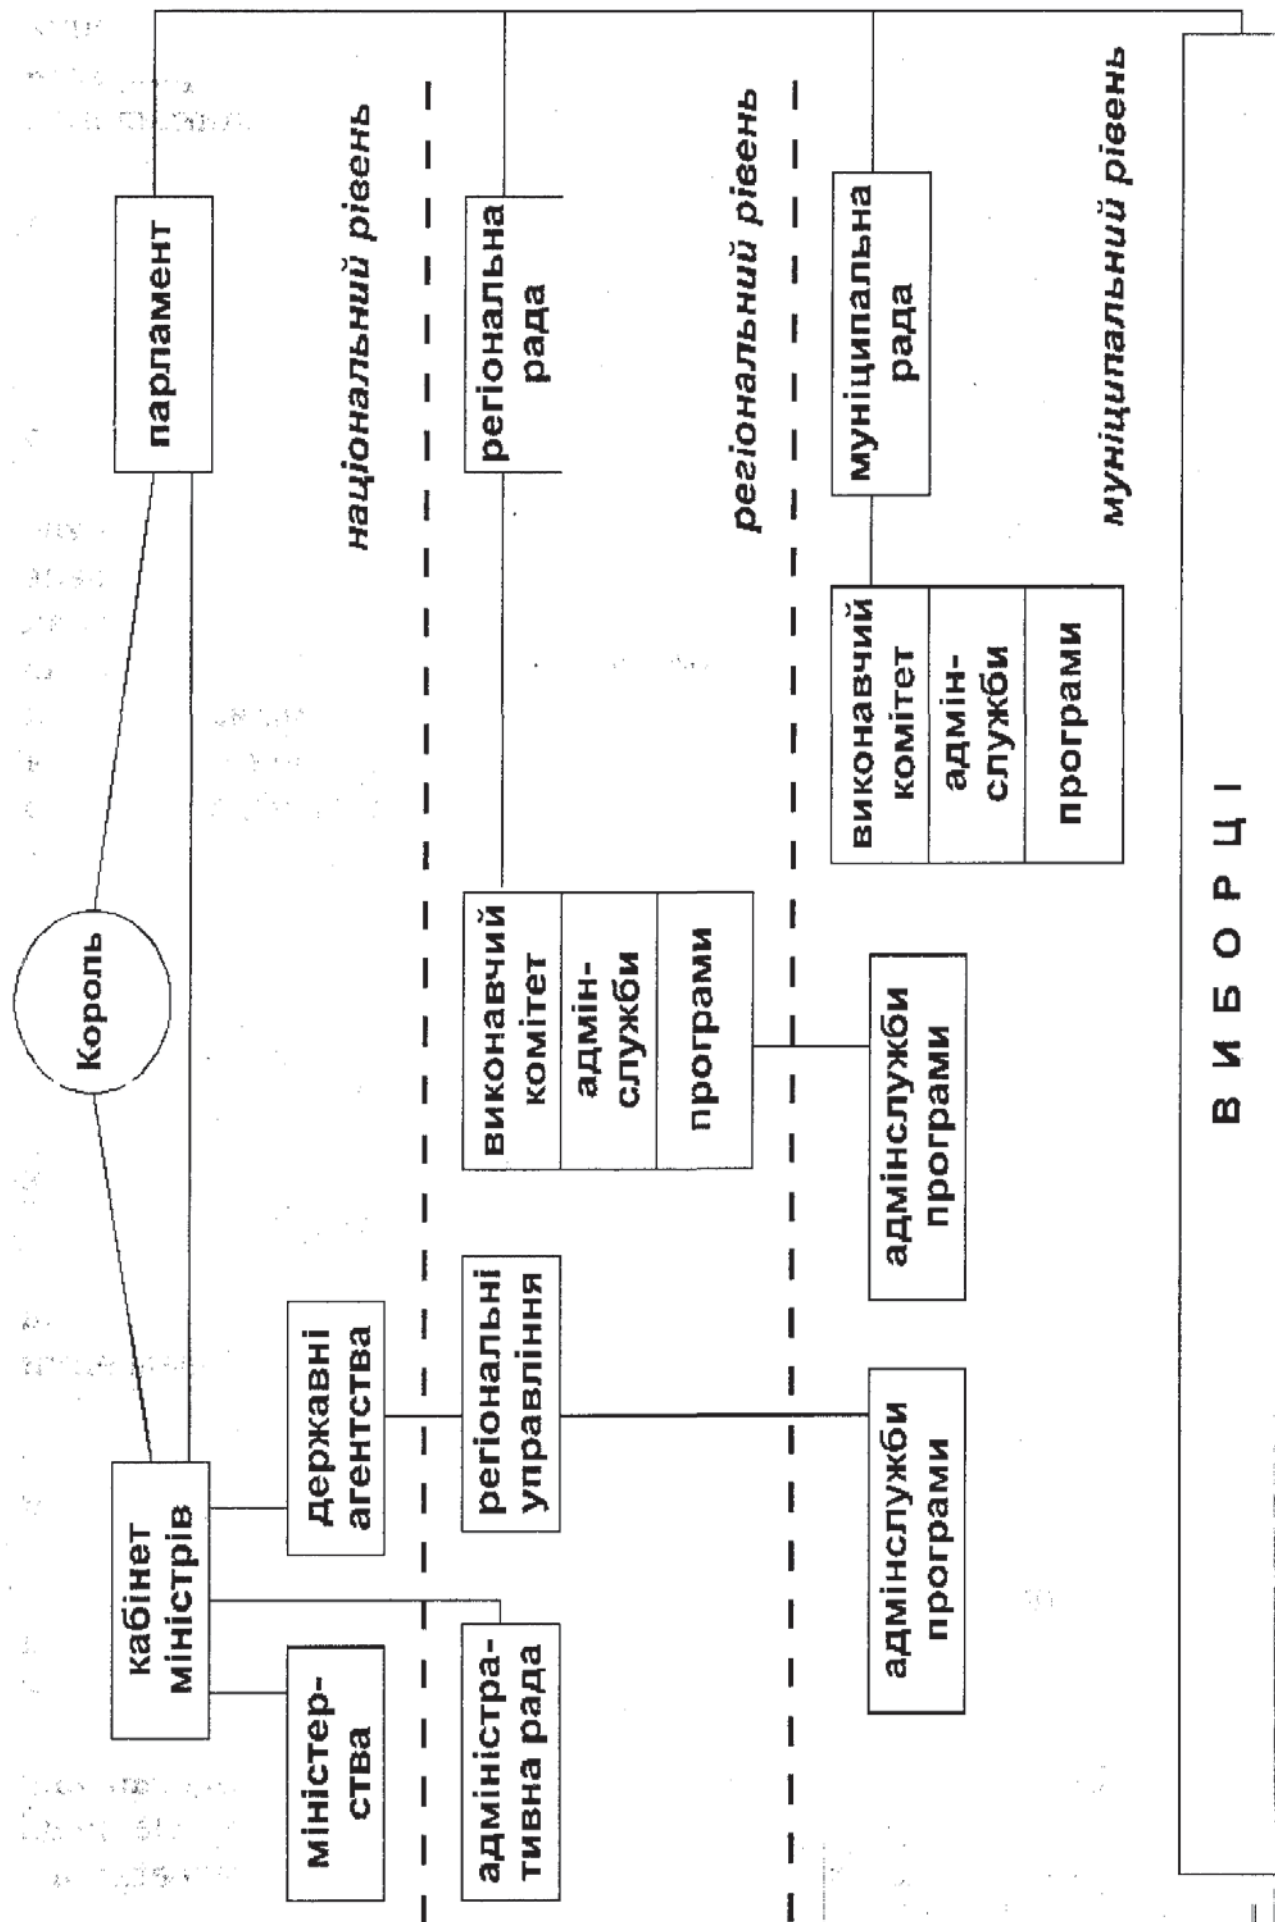 Король
кабінет
міністрів
парламент
міністер-
ства
державні
агентства
національний рівень
адміністра-
тивна рада
регіональні
управління
виконавчий
комітет
адмін-
служби
програми
регіональна
рада
регіональний рівень
адмінслужби
програми
адмінслужби
програми
виконавчий
комітет
адмін-
служби
програми
муніципальна
рада
муніципальний рівень
ВИБОРЦІ